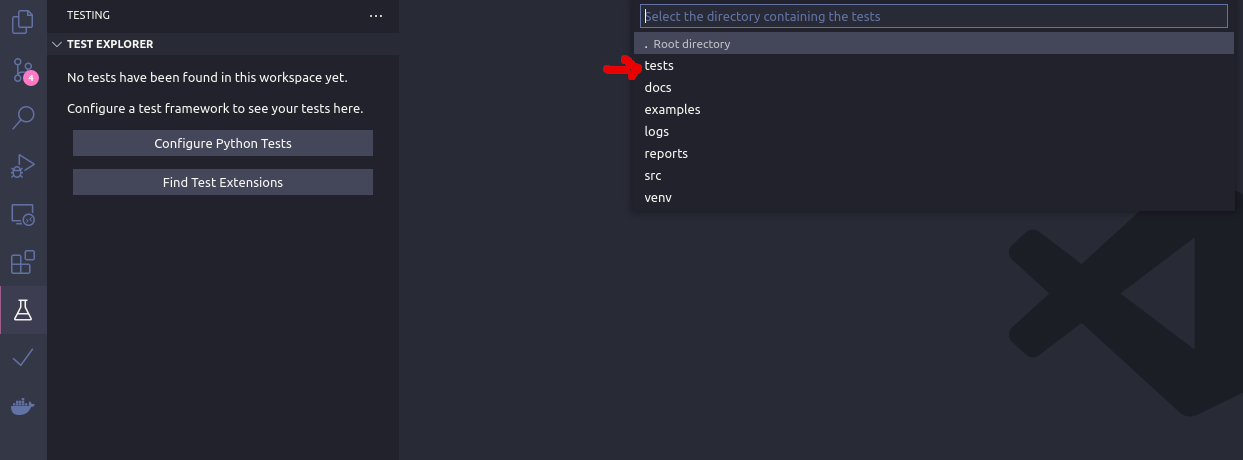 TESTING
TEST EXPLORER
No tests have been found in this workspace yet.
Configure a test framework to see your tests here.
Configure Python Tests
Find Test Extensions
4
Select the directory containing the tests
. Root directory
tests
docs
examples
logs
reports
src
venv